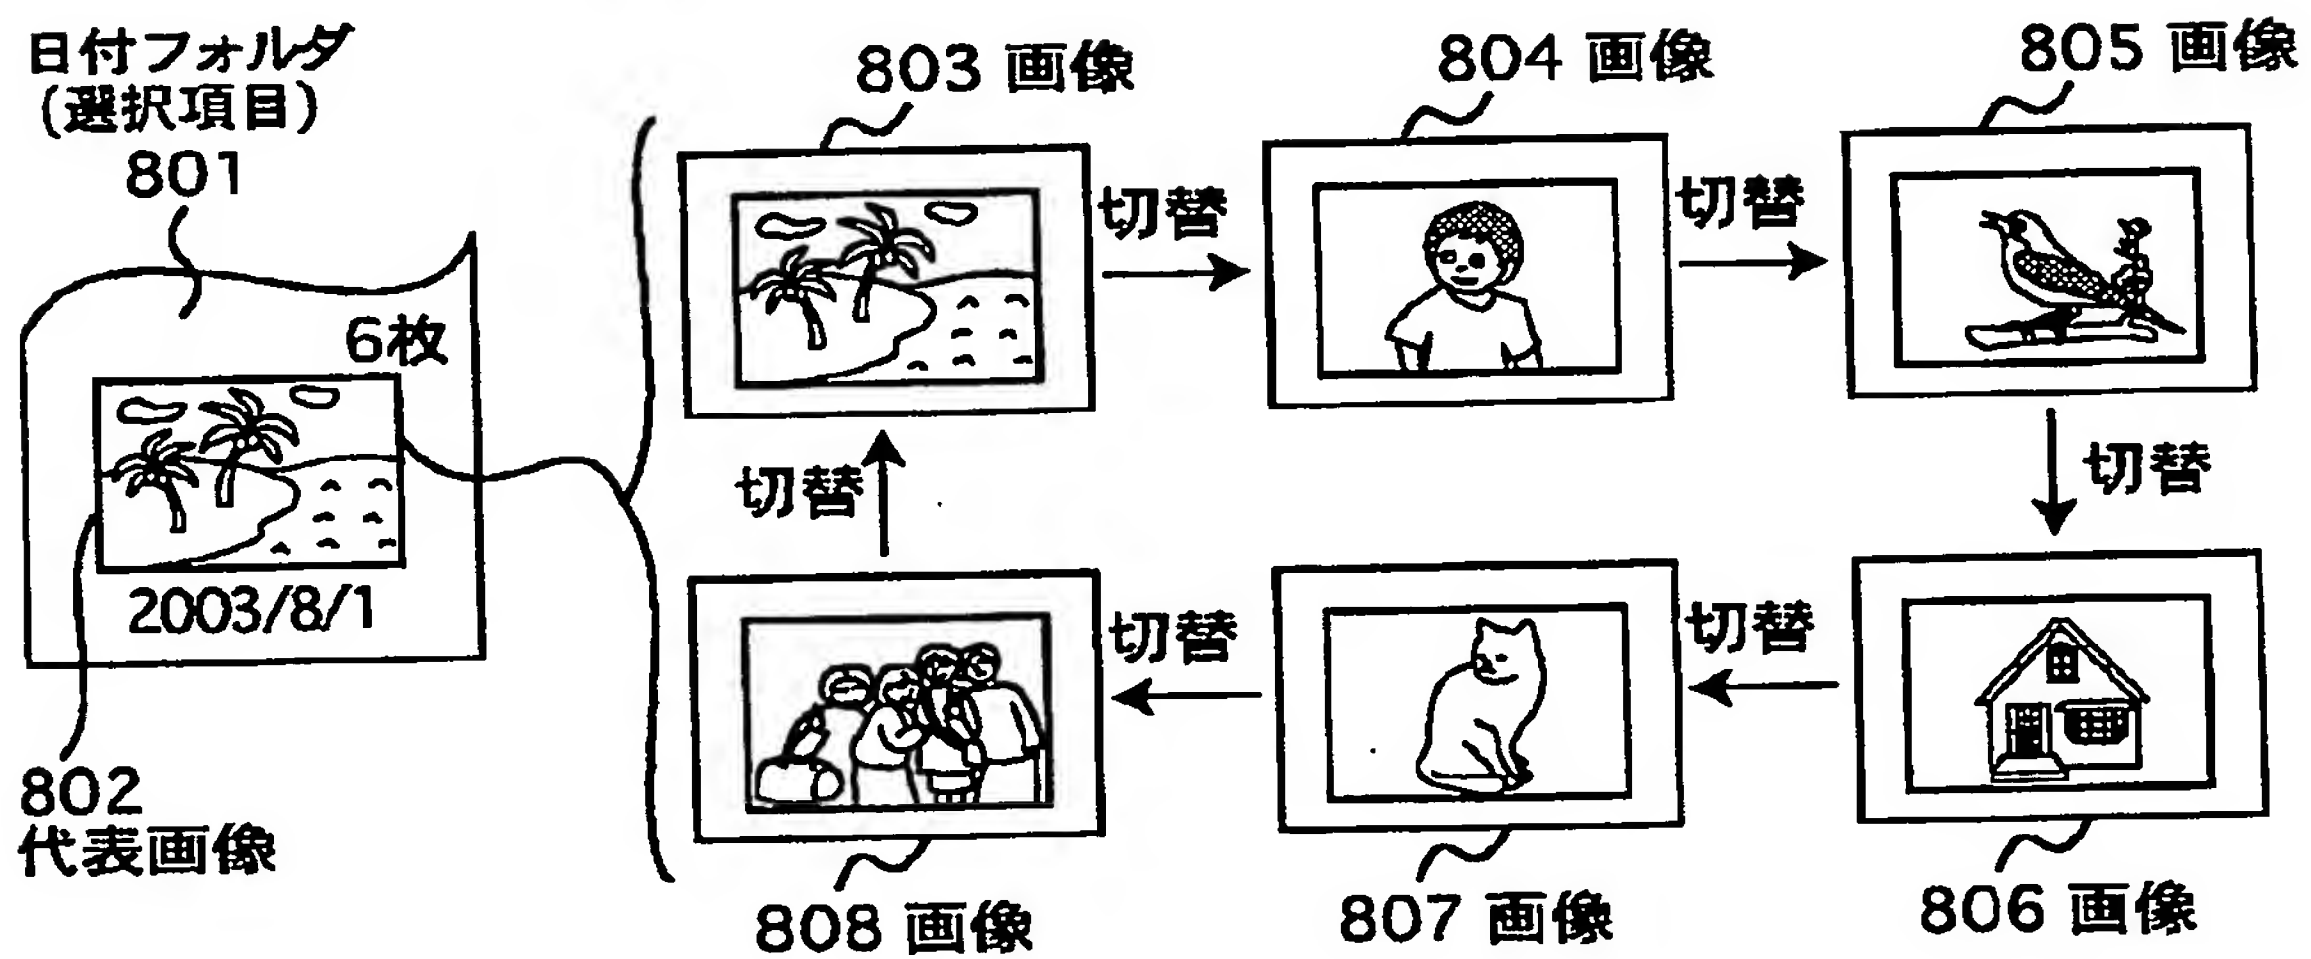 日付フォルダ
(選択項目)
801
6枚
2003/8/1
802
代表画像
803 画像
切替
804 画像
切替
805 画像
切替
806 画像
切替
807 画像
切替
808 画像
切替